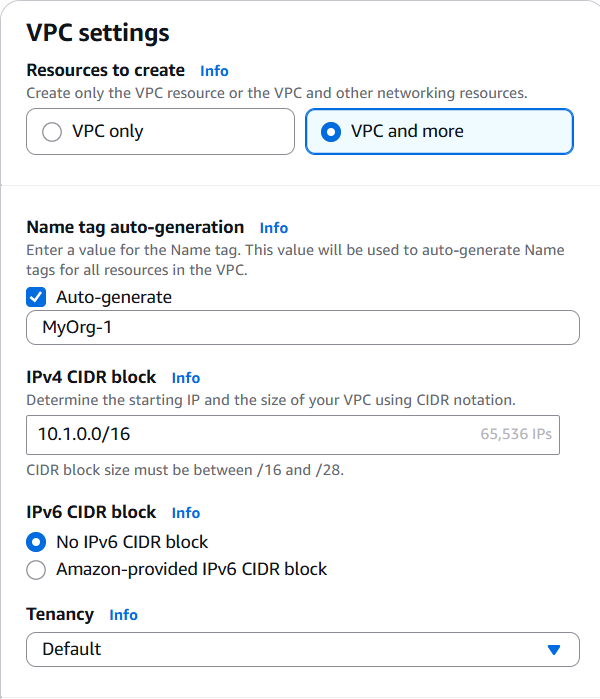 VPC settings
Resources to create Info
Create only the VPC resource or the VPC and other networking resources.
VPC only
VPC and more
Name tag auto-generation Info
Enter a value for the Name tag. This value will be used to auto-generate Name
tags for all resources in the VPC.
Auto-generate
MyOrg-1
IPv4 CIDR block Info
Determine the starting IP and the size of your VPC using CIDR notation.
10.1.0.0/16 65,536 IPs
CIDR block size must be between /16 and /28.
IPv6 CIDR block Info
No IPv6 CIDR block
Amazon-provided IPv6 CIDR block
Tenancy Info
Default